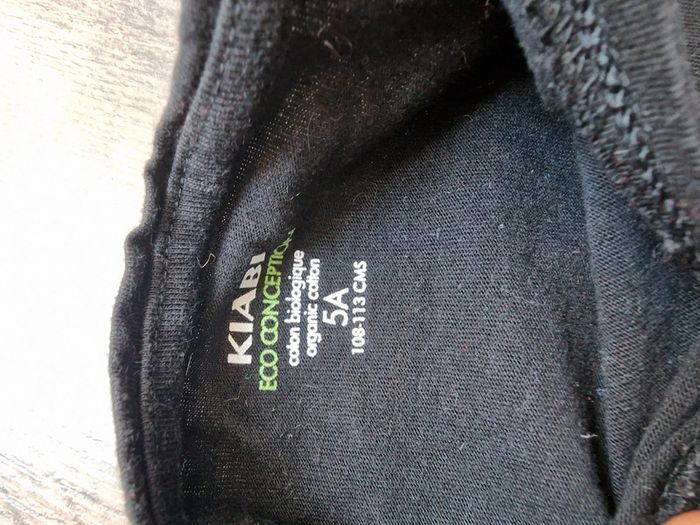 KIABI
ECO CONCEPTION
coton biologique
organic cotton
5A
108-113 CMS